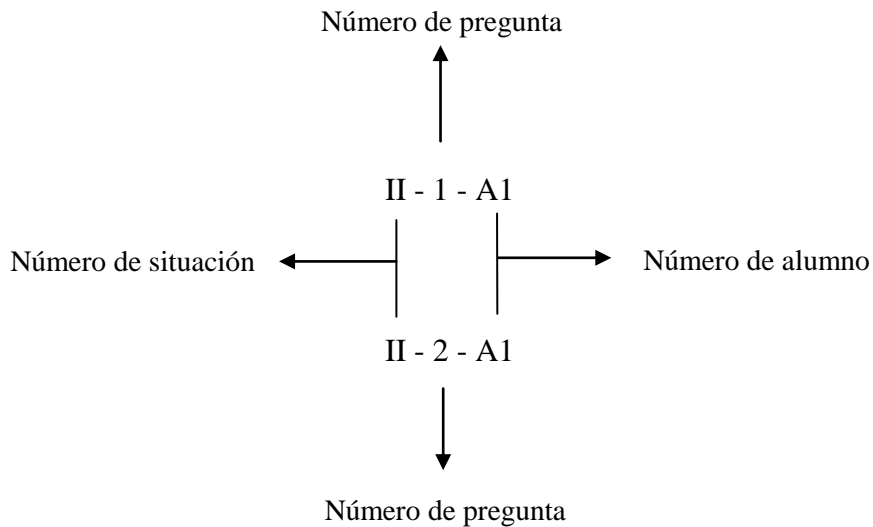 Número de pregunta
II - 1 - A1
Número de situación
Número de alumno
II - 2 - A1
Número de pregunta